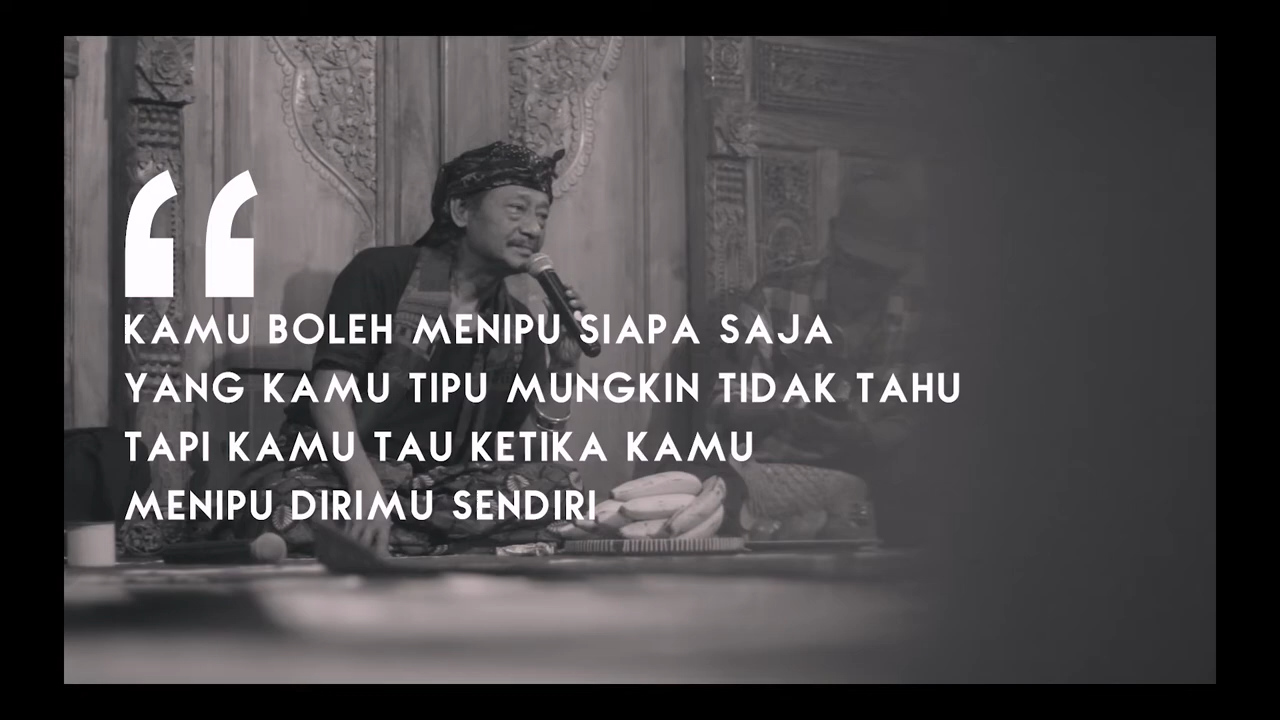 “
KAMU BOLEH MENIPU SIAPA SAJA
YANG KAMU TIPU MUNGKIN TIDAK TAHU
TAPI KAMU TAU KETIKA KAMU
MENIPU DIRIMU SENDIRI